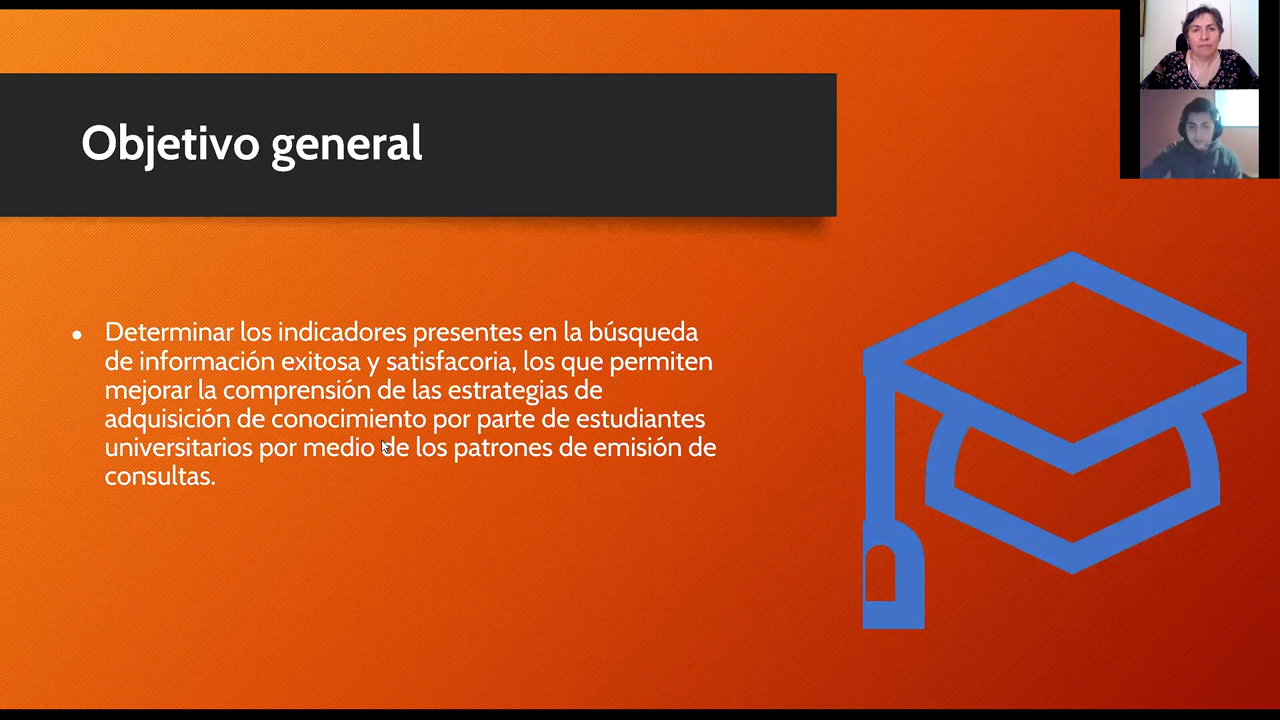 Objetivo general
• Determinar los indicadores presentes en la búsqueda
de información exitosa y satisfacoria, los que permiten
mejorar la comprensión de las estrategias de
adquisición de conocimiento por parte de estudiantes
universitarios por medio de los patrones de emisión de
consultas.